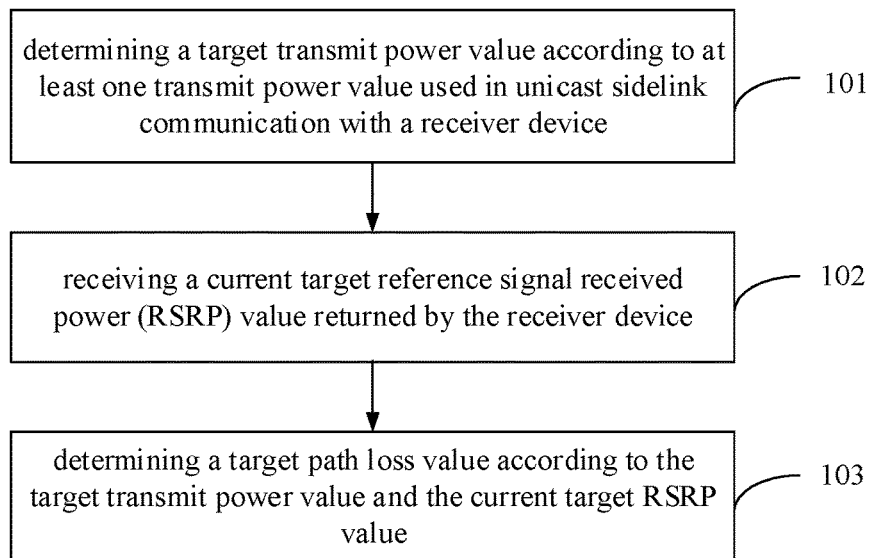 determining a target transmit power value according to at
least one transmit power value used in unicast sidelink
communication with a receiver device
101
receiving a current target reference signal received
power (RSRP) value returned by the receiver device
102
determining a target path loss value according to the
target transmit power value and the current target RSRP
value
103